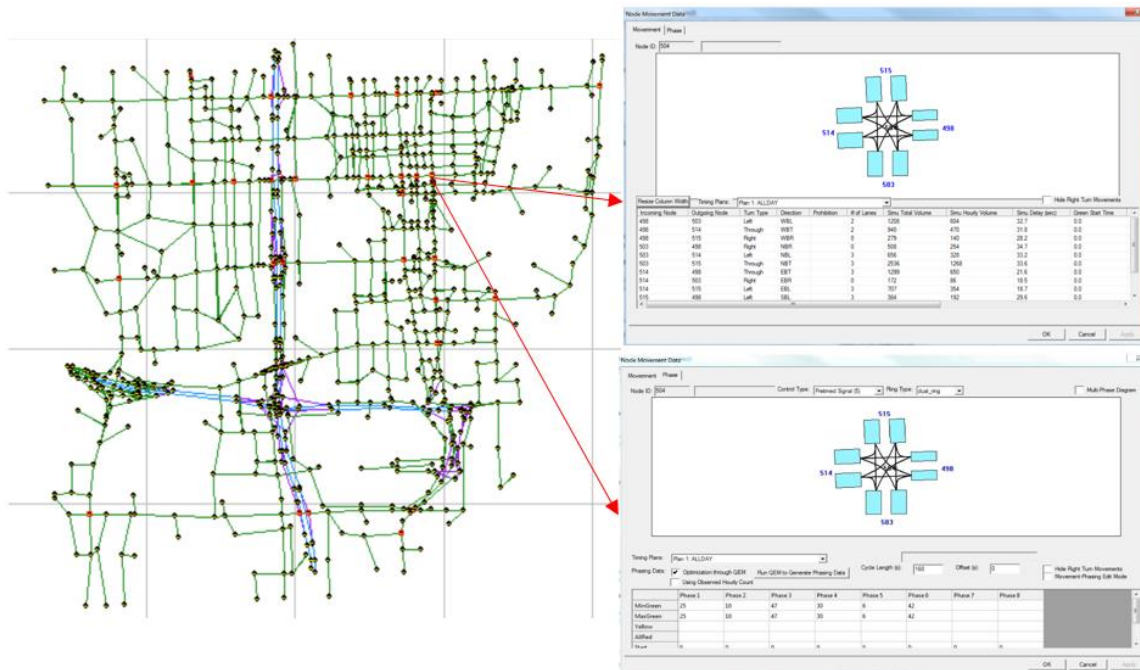 Node Movement Data
Movement Phase
Node ID: 504
515
514 498
503
Resize Column Width Timing Plans: Plan 1: ALLDAY Hide Right Turn Movements
Incoming Node Outgoing Node Turn Type Direction Prohibition # of Lanes Simu Total Volume Simu Hourly Volume Simu Delay (sec) Green Start Time
498 503 Left WBL 2 1208 604 32.7 0.0
498 514 Through WBT 2 940 470 31.8 0.0
498 515 Right WBR 0 279 140 28.2 0.0
503 498 Right NBR 0 508 254 34.7 0.0
503 514 Left NBL 3 656 328 33.2 0.0
503 515 Through NBT 3 2536 1268 33.6 0.0
514 498 Through EBT 3 1299 650 21.6 0.0
514 503 Right EBR 0 172 86 18.5 0.0
514 515 Left EBL 3 707 354 18.7 0.0
515 498 Left SBL 3 384 192 29.6 0.0
OK Cancel Apply
Node Movement Data
Movement Phase
Node ID: 504 Control Type: Pretimed Signal (5) Ring Type: dual_ring Multi-Phase Diagram
515
514 498
503
Timing Plans: Plan 1: ALLDAY
Phasing Data: Optimization through QEM Run QEM to Generate Phasing Data Cycle Length (s) 160 Offset (s) 0 Hide Right Turn Movements
Using Observed Hourly Count Movement Phasing Edit Mode
Phase 1 Phase 2 Phase 3 Phase 4 Phase 5 Phase 6 Phase 7 Phase 8
MinGreen 25 10 47 30 6 42
MaxGreen 25 10 47 30 6 42
Yellow
AllRed
Start 0 0 0 0 0 0 0 0
OK Cancel Apply